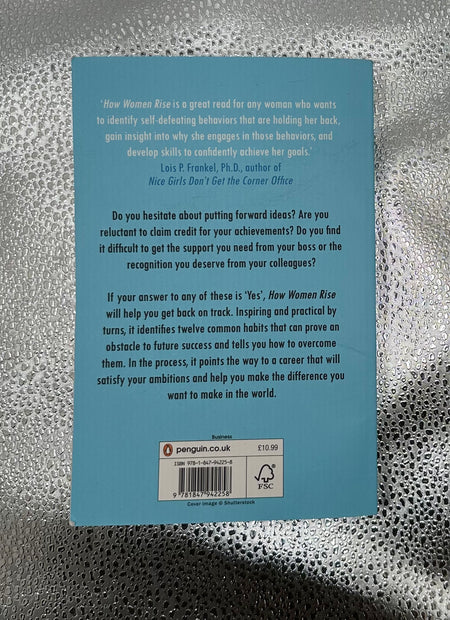 'How Women Rise is a great read for any woman who wants
to identify self-defeating behaviors that are holding her back,
gain insight into why she engages in those behaviors, and
develop skills to confidently achieve her goals.'
Lois P. Frankel, Ph.D., author of
Nice Girls Don't Get the Corner Office
Do you hesitate about putting forward ideas? Are you
reluctant to claim credit for your achievements? Do you find
it difficult to get the support you need from your boss or the
recognition you deserve from your colleagues?
If your answer to any of these is 'Yes', How Women Rise
will help you get back on track. Inspiring and practical by
turns, it identifies twelve common habits that can prove an
obstacle to future success and tells you how to overcome
them. In the process, it points the way to a career that will
satisfy your ambitions and help you make the difference you
want to make in the world.
Business
penguin.co.uk
£10.99
ISBN 978-1-847-94225-8
9 781847 942258
FSC
Cover image © Shutterstock